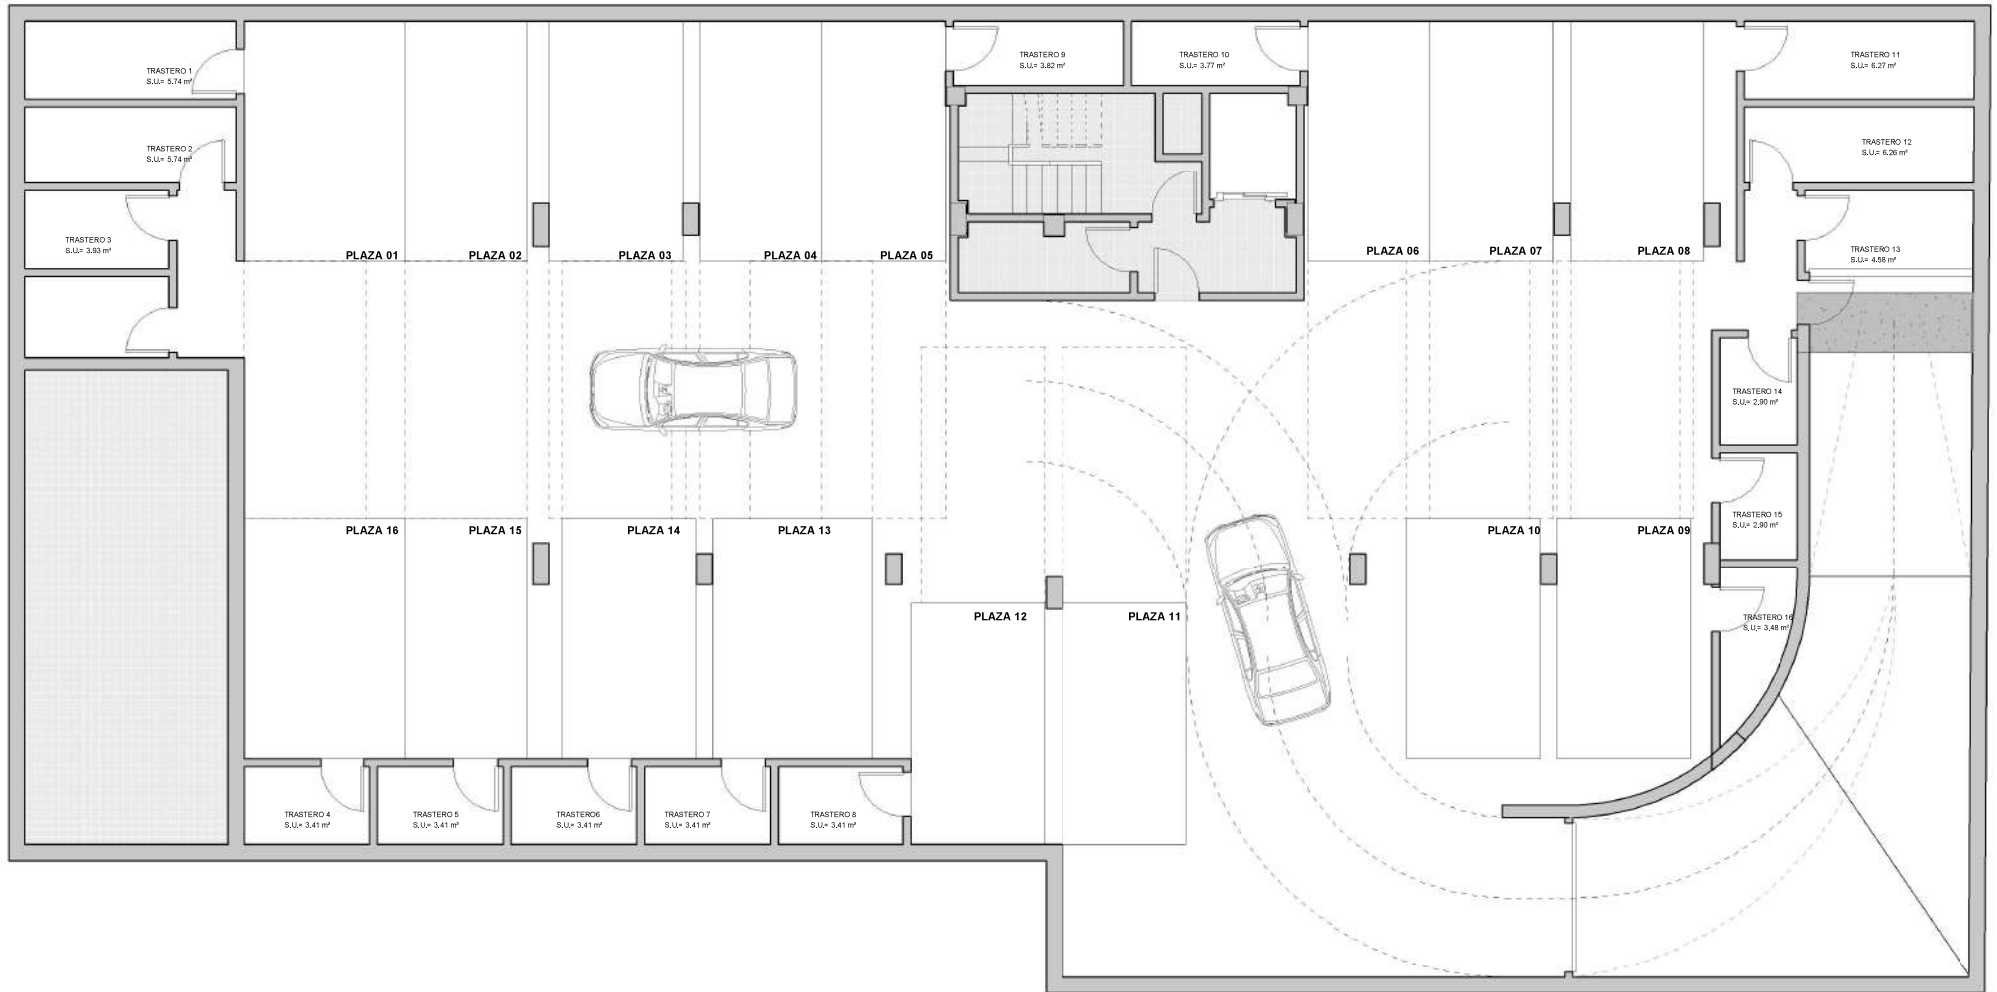 TRASTERO 1
S.U.= 5.74 m²
TRASTERO 2
S.U.= 5.74 m²
TRASTERO 3
S.U.= 3.93 m²
TRASTERO 9
S.U.= 3.82 m²
TRASTERO 10
S.U.= 3.77 m²
TRASTERO 11
S.U.= 6.27 m²
TRASTERO 12
S.U.= 6.26 m²
TRASTERO 13
S.U.= 4.58 m²
PLAZA 01
PLAZA 02
PLAZA 03
PLAZA 04
PLAZA 05
PLAZA 06
PLAZA 07
PLAZA 08
TRASTERO 14
S.U.= 2.90 m²
TRASTERO 15
S.U.= 2.90 m²
PLAZA 16
PLAZA 15
PLAZA 14
PLAZA 13
PLAZA 10
PLAZA 09
PLAZA 12
PLAZA 11
TRASTERO 16
S.U.= 3.48 m²
TRASTERO 4
S.U.= 3.41 m²
TRASTERO 5
S.U.= 3.41 m²
TRASTERO6
S.U.= 3.41 m²
TRASTERO 7
S.U.= 3.41 m²
TRASTERO 8
S.U.= 3.41 m²